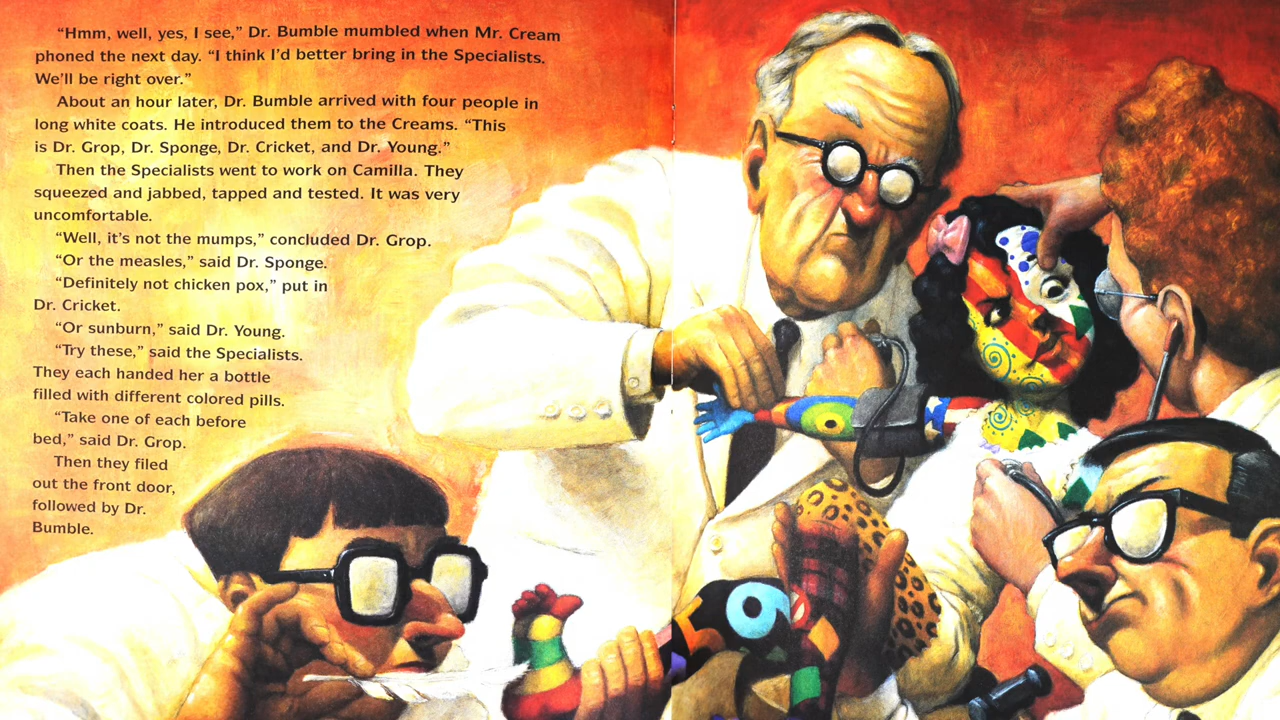 “Hmm, well, yes, I see,” Dr. Bumble mumbled when Mr. Cream
phoned the next day. “I think I’d better bring in the Specialists.
We’ll be right over.”
About an hour later, Dr. Bumble arrived with four people in
long white coats. He introduced them to the Creams. “This
is Dr. Grop, Dr. Sponge, Dr. Cricket, and Dr. Young.”
Then the Specialists went to work on Camilla. They
squeezed and jabbed, tapped and tested. It was very
uncomfortable.
“Well, it’s not the mumps,” concluded Dr. Grop.
“Or the measles,” said Dr. Sponge.
“Definitely not chicken pox,” put in
Dr. Cricket.
“Or sunburn,” said Dr. Young.
“Try these,” said the Specialists.
They each handed her a bottle
filled with different colored pills.
“Take one of each before
bed,” said Dr. Grop.
Then they filed
out the front door,
followed by Dr.
Bumble.